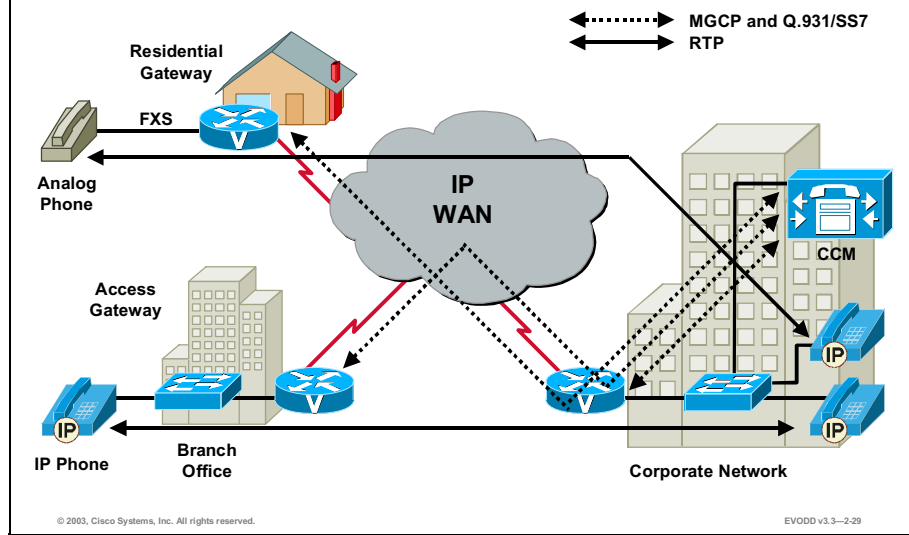 MGCP and Q.931/SS7
RTP
Residential
Gateway
FXS
V
Analog
Phone
IP
WAN
CCM
Access
Gateway
IP
V
V
IP
IP
IP Phone
Branch
Office
Corporate Network
© 2003, Cisco Systems, Inc. All rights reserved.
EVODD v3.3—2-29